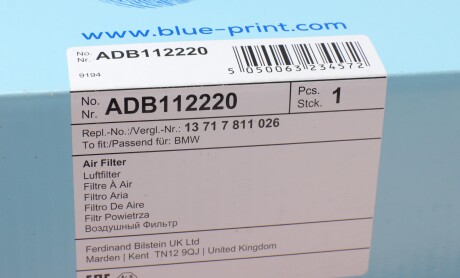 www.blue-print.com
No.
Nr. ADB112220
9194
5 050063 234572
No.
Nr. ADB112220
Pcs.
Stck. 1
Repl.-No.:/Vergl.-Nr.: 13 71 7 811 026
To fit:/Passend für: BMW
Air Filter
Luftfilter
Filtre À Air
Filtro Aria
Filtro De Aire
Filtr Powietrza
Воздушный Фильтр
Ferdinand Bilstein UK Ltd
Marden | Kent TN12 9QJ | United Kingdom